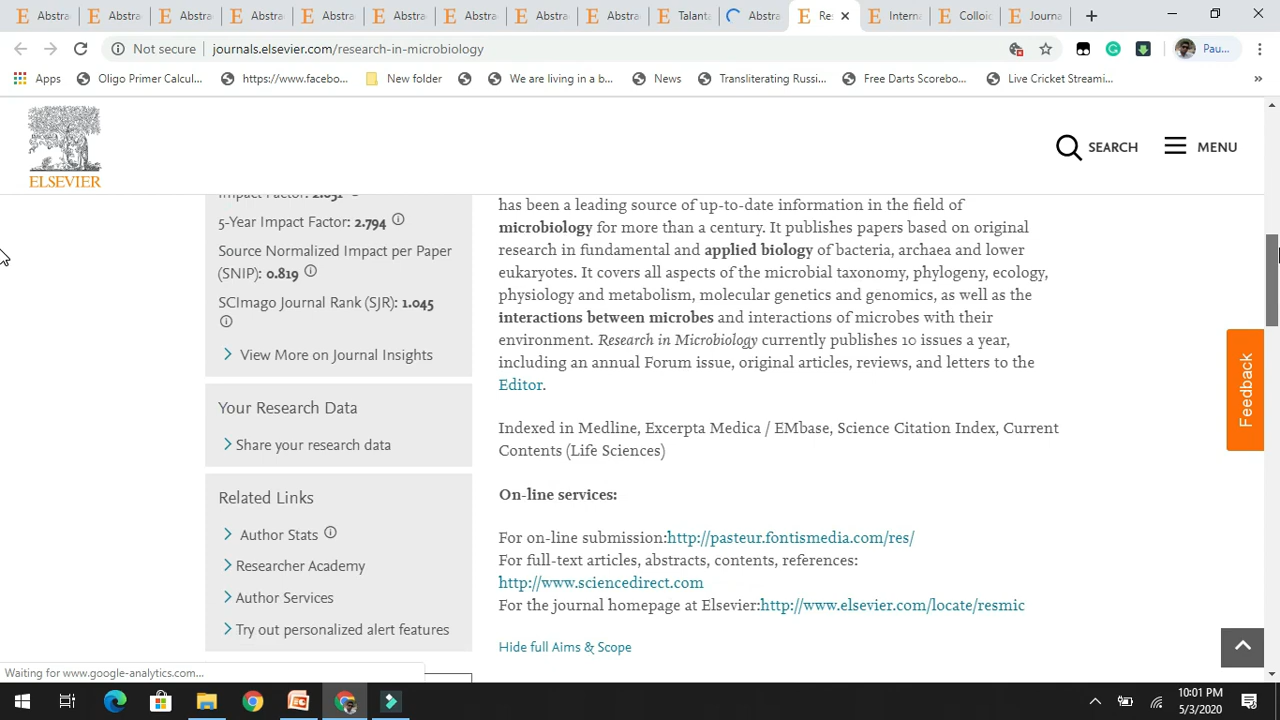 Abstra
Abstra
Abstra
Abstra
Abstra
Abstra
Abstra
Abstra
Abstra
Talanta
Abstra
Re
Intern
Colloi
Journa
Not secure
journals.elsevier.com/research-in-microbiology
Pau...
Apps
Oligo Primer Calcul...
https://www.facebo...
New folder
We are living in a b...
News
Transliterating Russi...
Free Darts Scorebo...
Live Cricket Streami...
»
ELSEVIER
SEARCH
MENU
5-Year Impact Factor: 2.794
Source Normalized Impact per Paper
(SNIP): 0.819
SCImago Journal Rank (SJR): 1.045
View More on Journal Insights
Your Research Data
Share your research data
Related Links
Author Stats
Researcher Academy
Author Services
Try out personalized alert features
has been a leading source of up-to-date information in the field of
microbiology for more than a century. It publishes papers based on original
research in fundamental and applied biology of bacteria, archaea and lower
eukaryotes. It covers all aspects of the microbial taxonomy, phylogeny, ecology,
physiology and metabolism, molecular genetics and genomics, as well as the
interactions between microbes and interactions of microbes with their
environment. Research in Microbiology currently publishes 10 issues a year,
including an annual Forum issue, original articles, reviews, and letters to the
Editor.
Indexed in Medline, Excerpta Medica / EMbase, Science Citation Index, Current
Contents (Life Sciences)
On-line services:
For on-line submission:http://pasteur.fontismedia.com/res/
For full-text articles, abstracts, contents, references:
http://www.sciencedirect.com
For the journal homepage at Elsevier:http://www.elsevier.com/locate/resmic
Hide full Aims & Scope
Feedback
Waiting for www.google-analytics.com...
10:01 PM
5/3/2020